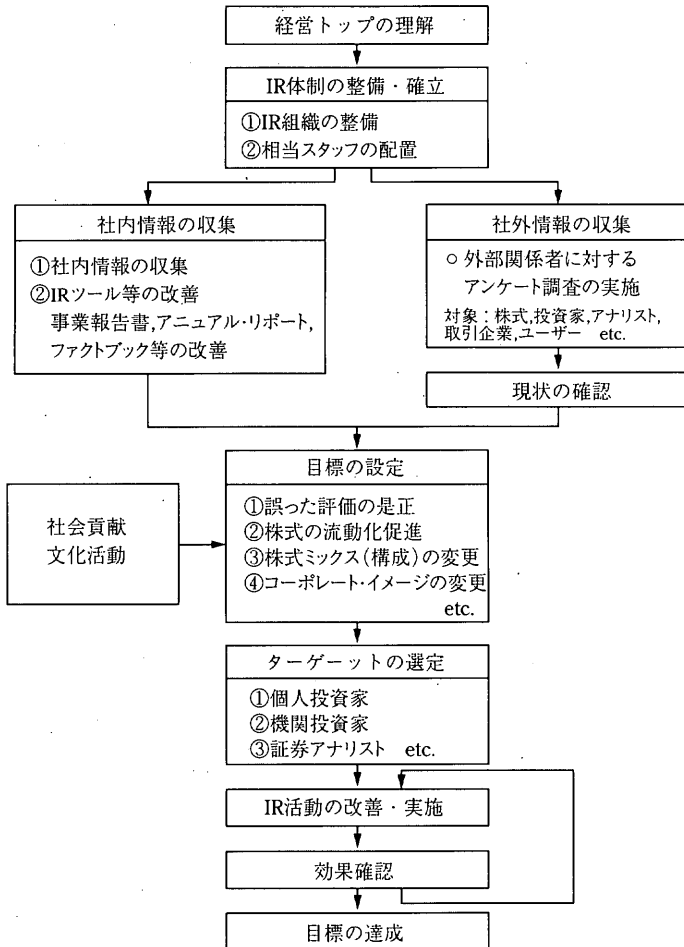 経営トップの理解
IR体制の整備・確立
①IR組織の整備
②相当スタッフの配置
社内情報の収集
①社内情報の収集
②IRツール等の改善
事業報告書,アニュアル・リポート,
ファクトブック等の改善
社外情報の収集
○ 外部関係者に対する
アンケート調査の実施
対象:株式,投資家,アナリスト,
取引企業,ユーザー etc.
現状の確認
社会貢献
文化活動
目標の設定
①誤った評価の是正
②株式の流動化促進
③株式ミックス(構成)の変更
④コーポレート・イメージの変更
etc.
ターゲーットの選定
①個人投資家
②機関投資家
③証券アナリスト etc.
IR活動の改善・実施
効果確認
目標の達成